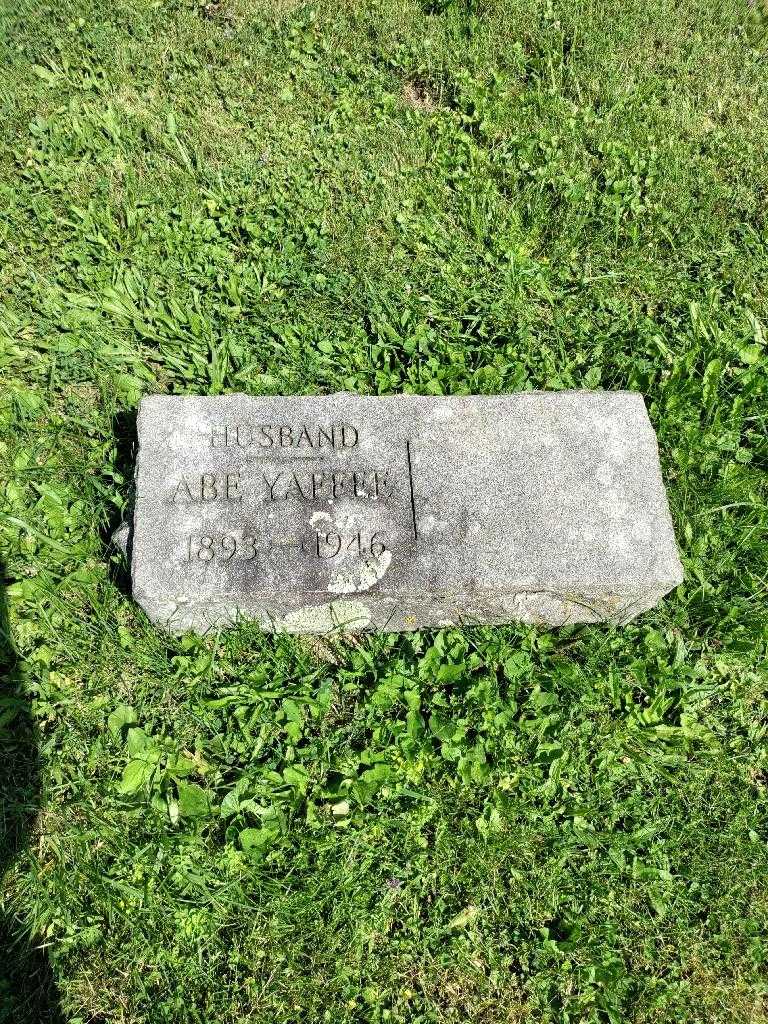 HUSBAND
ABE YAFFEE
1893 — 1946